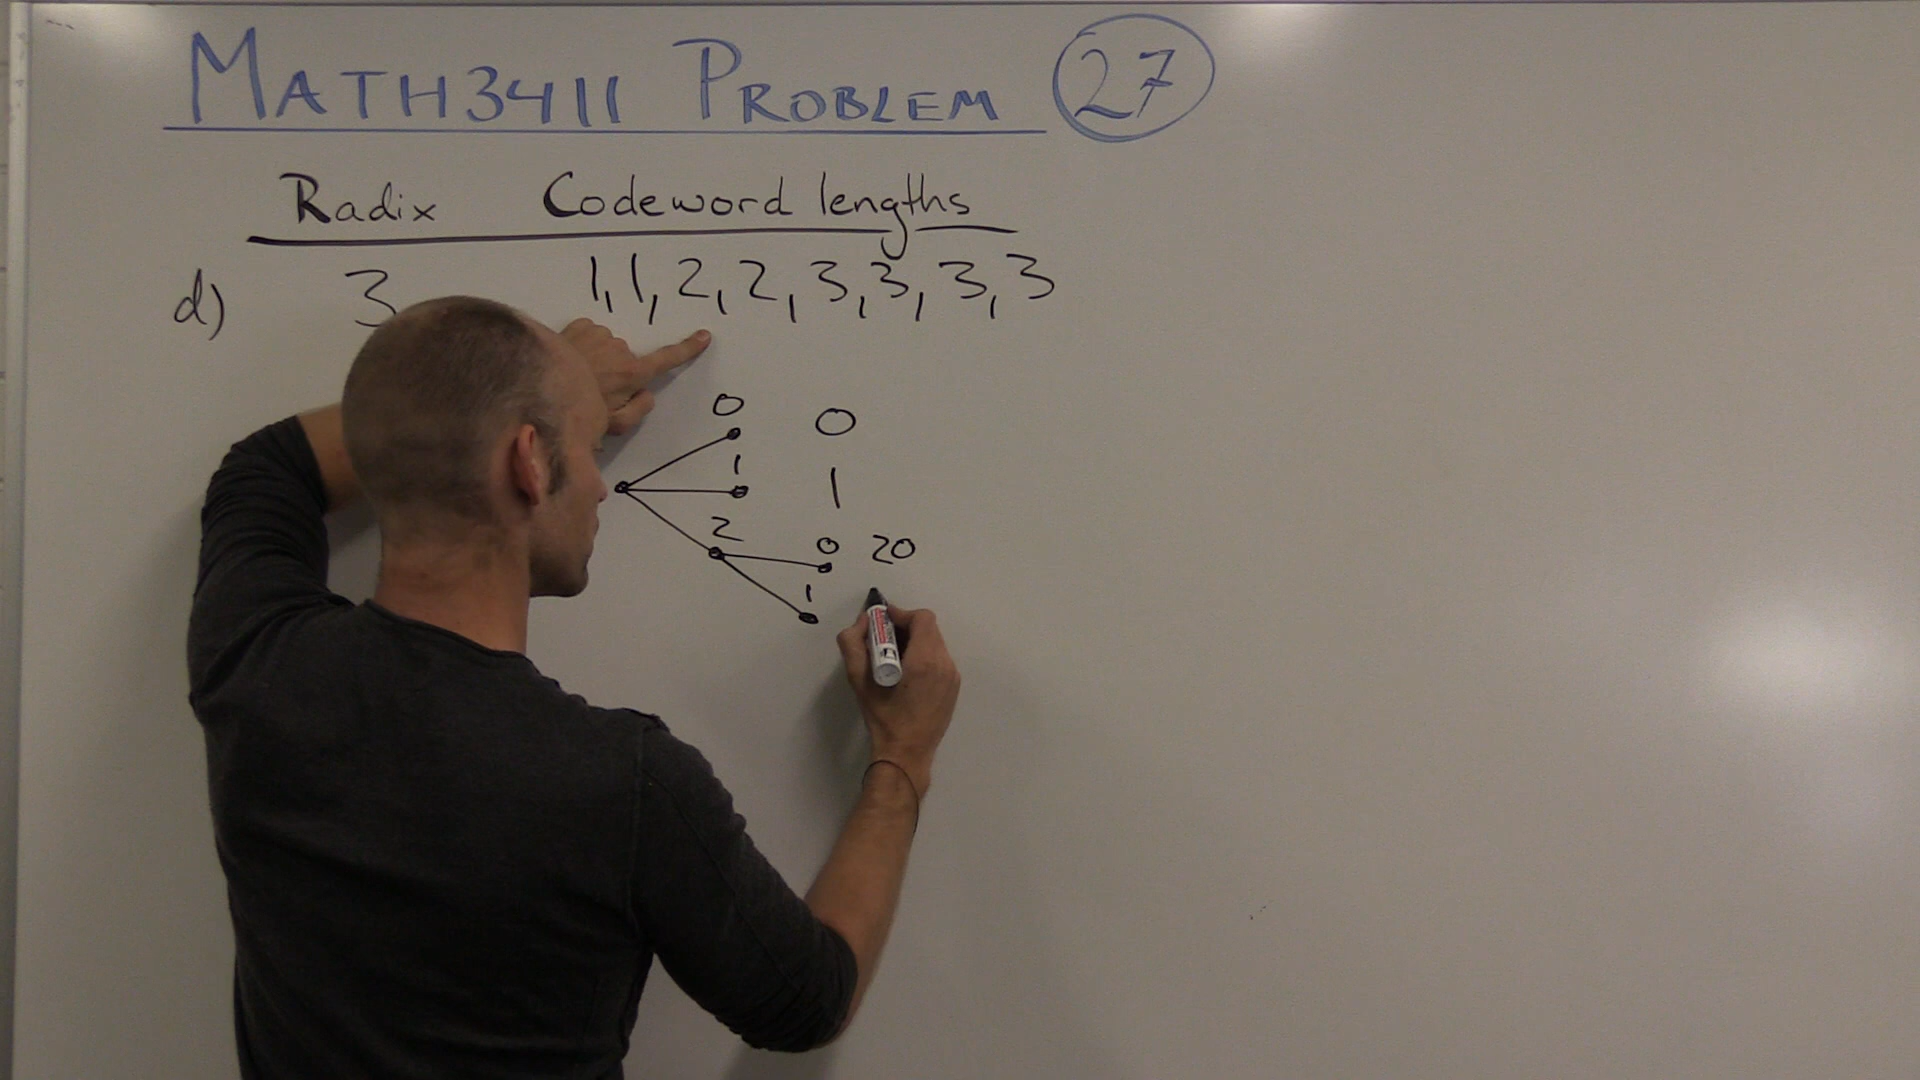 MATH3411 PROBLEM 27
Radix Codeword lengths
d) 3 1, 1, 2, 2, 3, 3, 3, 3
0 0
1 1
2
0 20
1